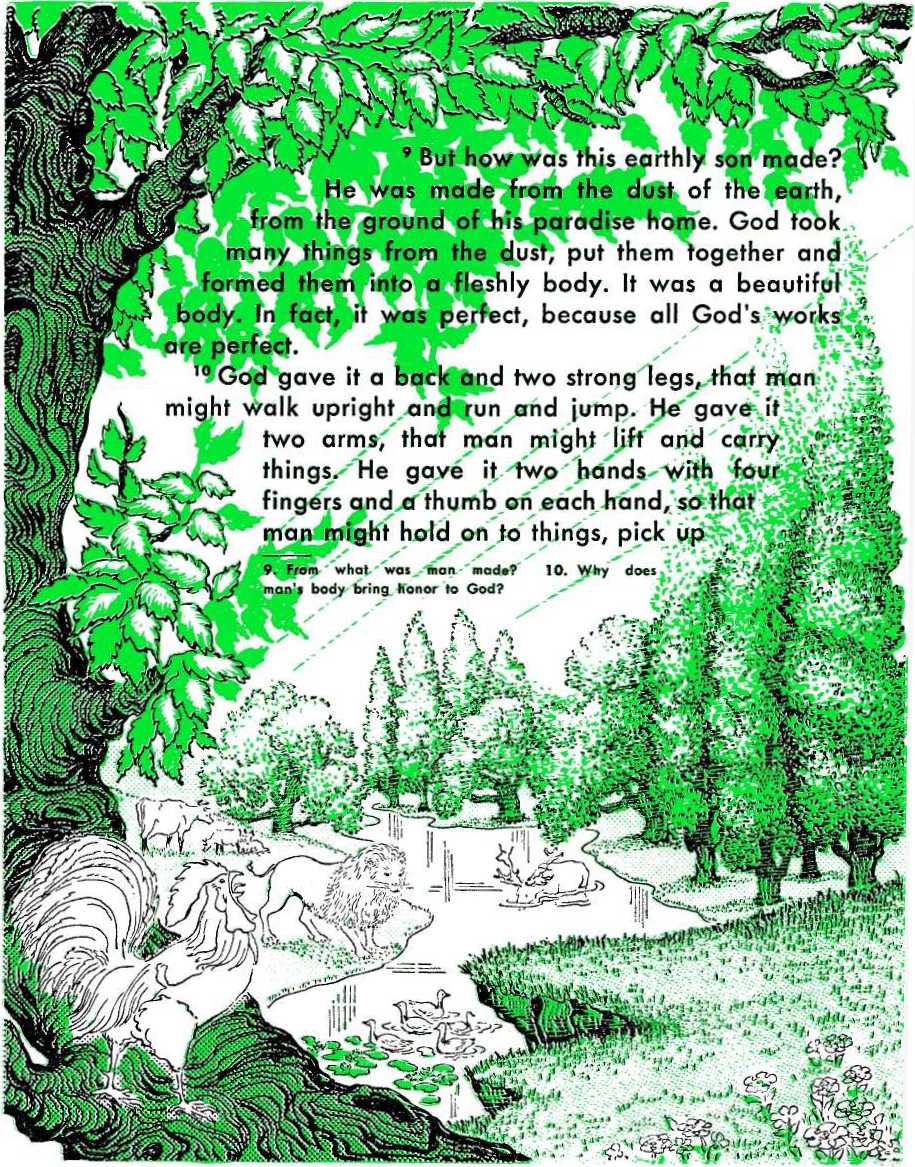 9 But how was this earthly son made?
He was made from the dust of the earth,
from the ground of his paradise home. God took
many things from the dust, put them together and
formed them into a fleshly body. It was a beautiful
body. In fact, it was perfect, because all God's works
are perfect.
10 God gave it a back and two strong legs, that man
might walk upright and run and jump. He gave it
two arms, that man might lift and carry
things. He gave it two hands with four
fingers and a thumb on each hand, so that
man might hold on to things, pick up
9. From what was man made? 10. Why does
man's body bring honor to God?